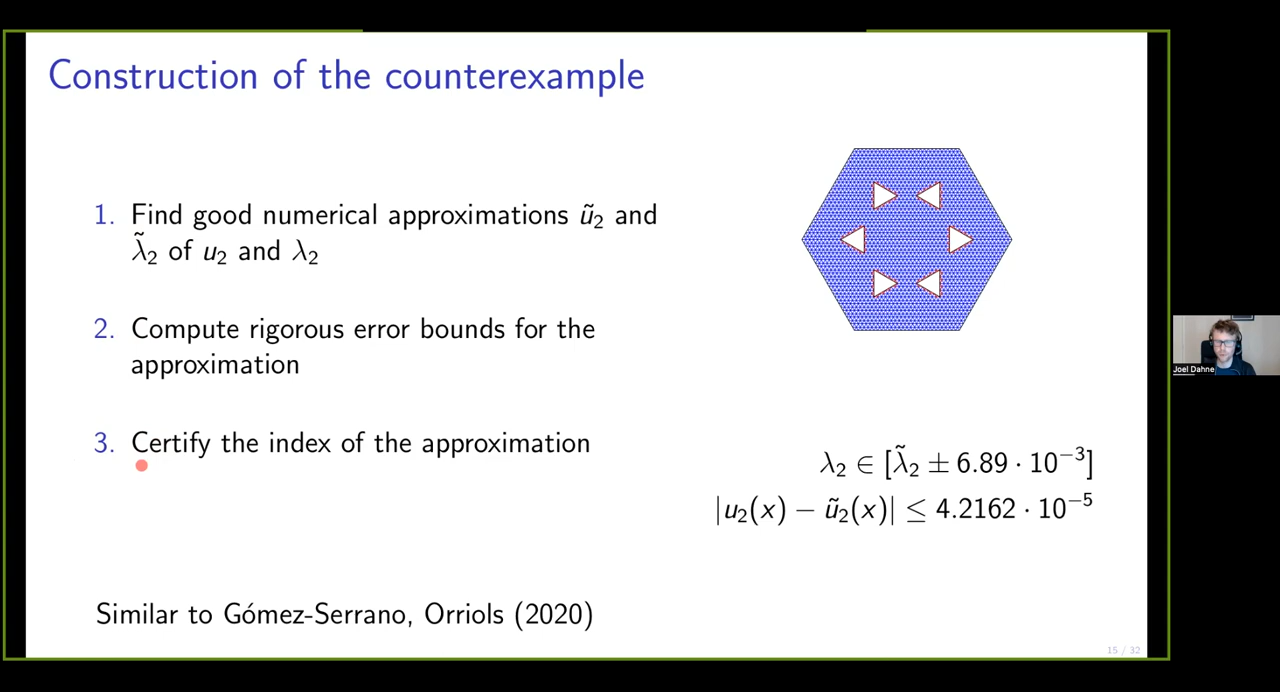 Construction of the counterexample
1. Find good numerical approximations ũ₂ and
λ̃₂ of u₂ and λ₂
2. Compute rigorous error bounds for the
approximation
3. Certify the index of the approximation
λ₂ ∈ [λ̃₂ ± 6.89 · 10⁻³]
|u₂(x) − ũ₂(x)| ≤ 4.2162 · 10⁻⁵
Similar to Gómez-Serrano, Orriols (2020)
15 / 32
Joel Dahne